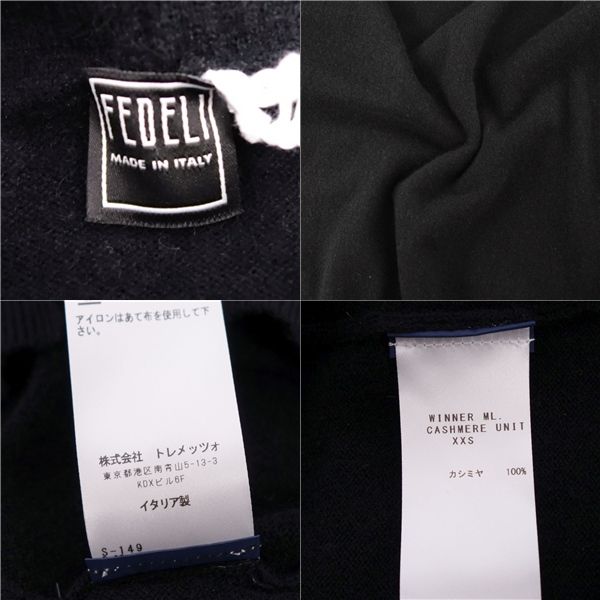 FEDELI
MADE IN ITALY
アイロンはあて布を使用して下
さい。
株式会社 トレメッツォ
東京都港区南青山5-13-3
KDXビル6F
イタリア製
S-149
WINNER ML.
CASHMERE UNIT
XXS
カシミヤ 100%